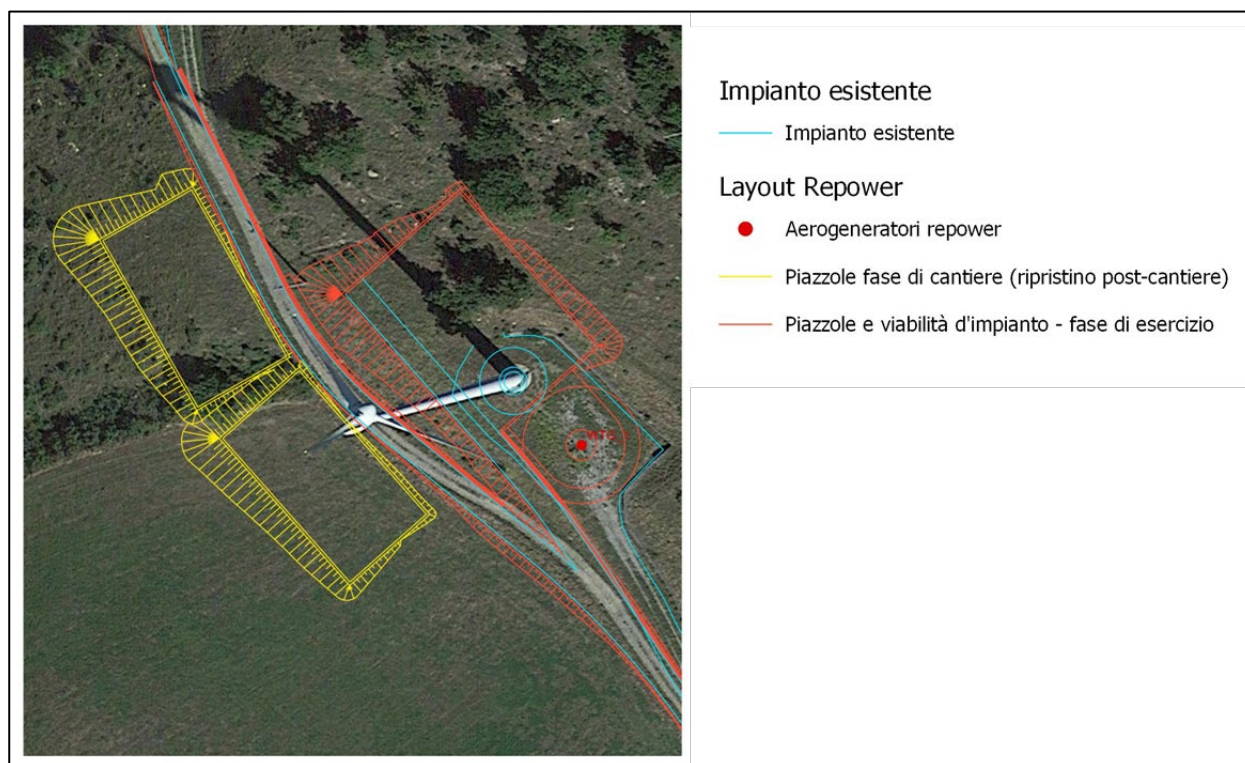 Impianto esistente
Impianto esistente
Layout Repower
Aerogeneratori repower
Piazzole fase di cantiere (ripristino post-cantiere)
Piazzole e viabilità d'impianto - fase di esercizio